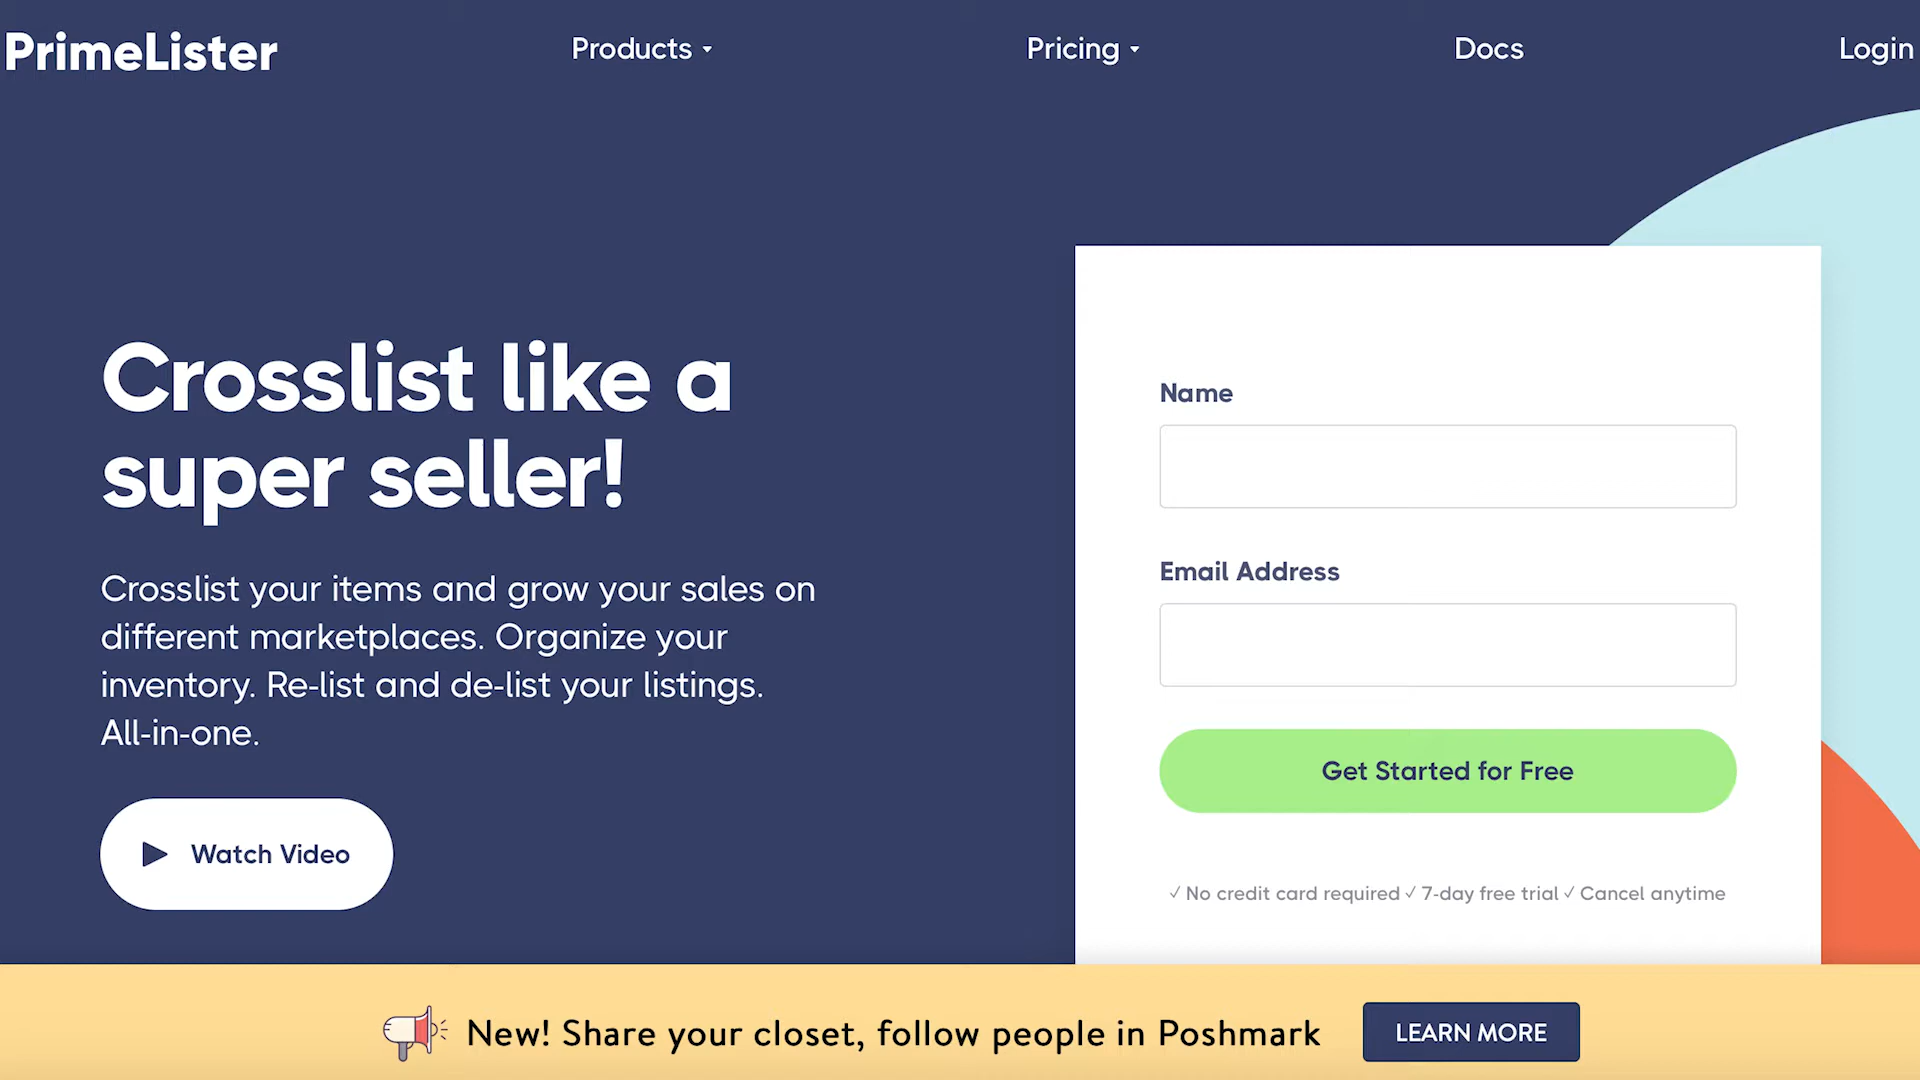 PrimeLister
Products
Pricing
Docs
Login
Crosslist like a
super seller!
Crosslist your items and grow your sales on
different marketplaces. Organize your
inventory. Re-list and de-list your listings.
All-in-one.
Watch Video
Name
Email Address
Get Started for Free
✓ No credit card required ✓ 7-day free trial ✓ Cancel anytime
New! Share your closet, follow people in Poshmark
LEARN MORE